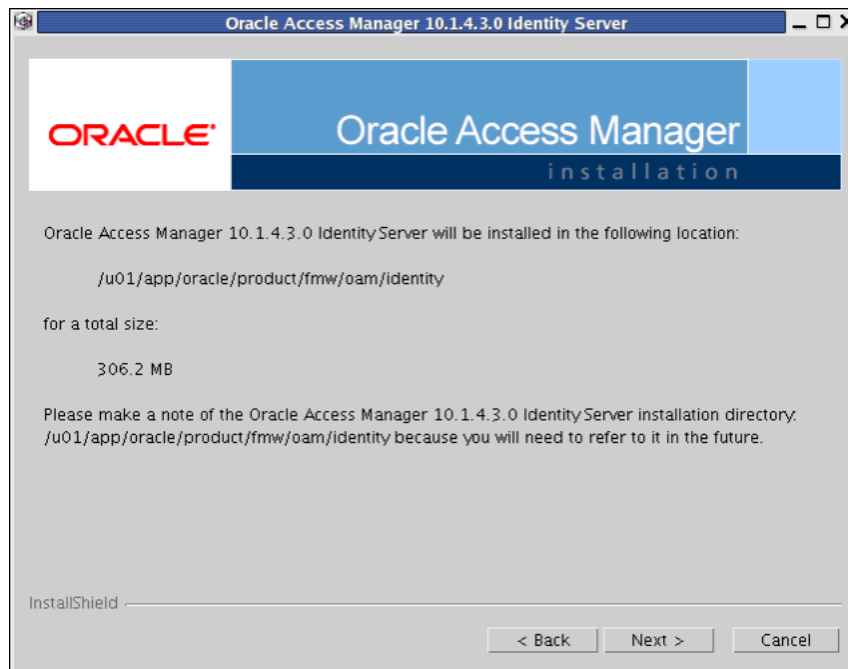 Oracle Access Manager 10.1.4.3.0 Identity Server
ORACLE
Oracle Access Manager
installation
Oracle Access Manager 10.1.4.3.0 Identity Server will be installed in the following location:
/u01/app/oracle/product/fmw/oam/identity
for a total size:
306.2 MB
Please make a note of the Oracle Access Manager 10.1.4.3.0 Identity Server installation directory:
/u01/app/oracle/product/fmw/oam/identity because you will need to refer to it in the future.
InstallShield
< Back Next > Cancel